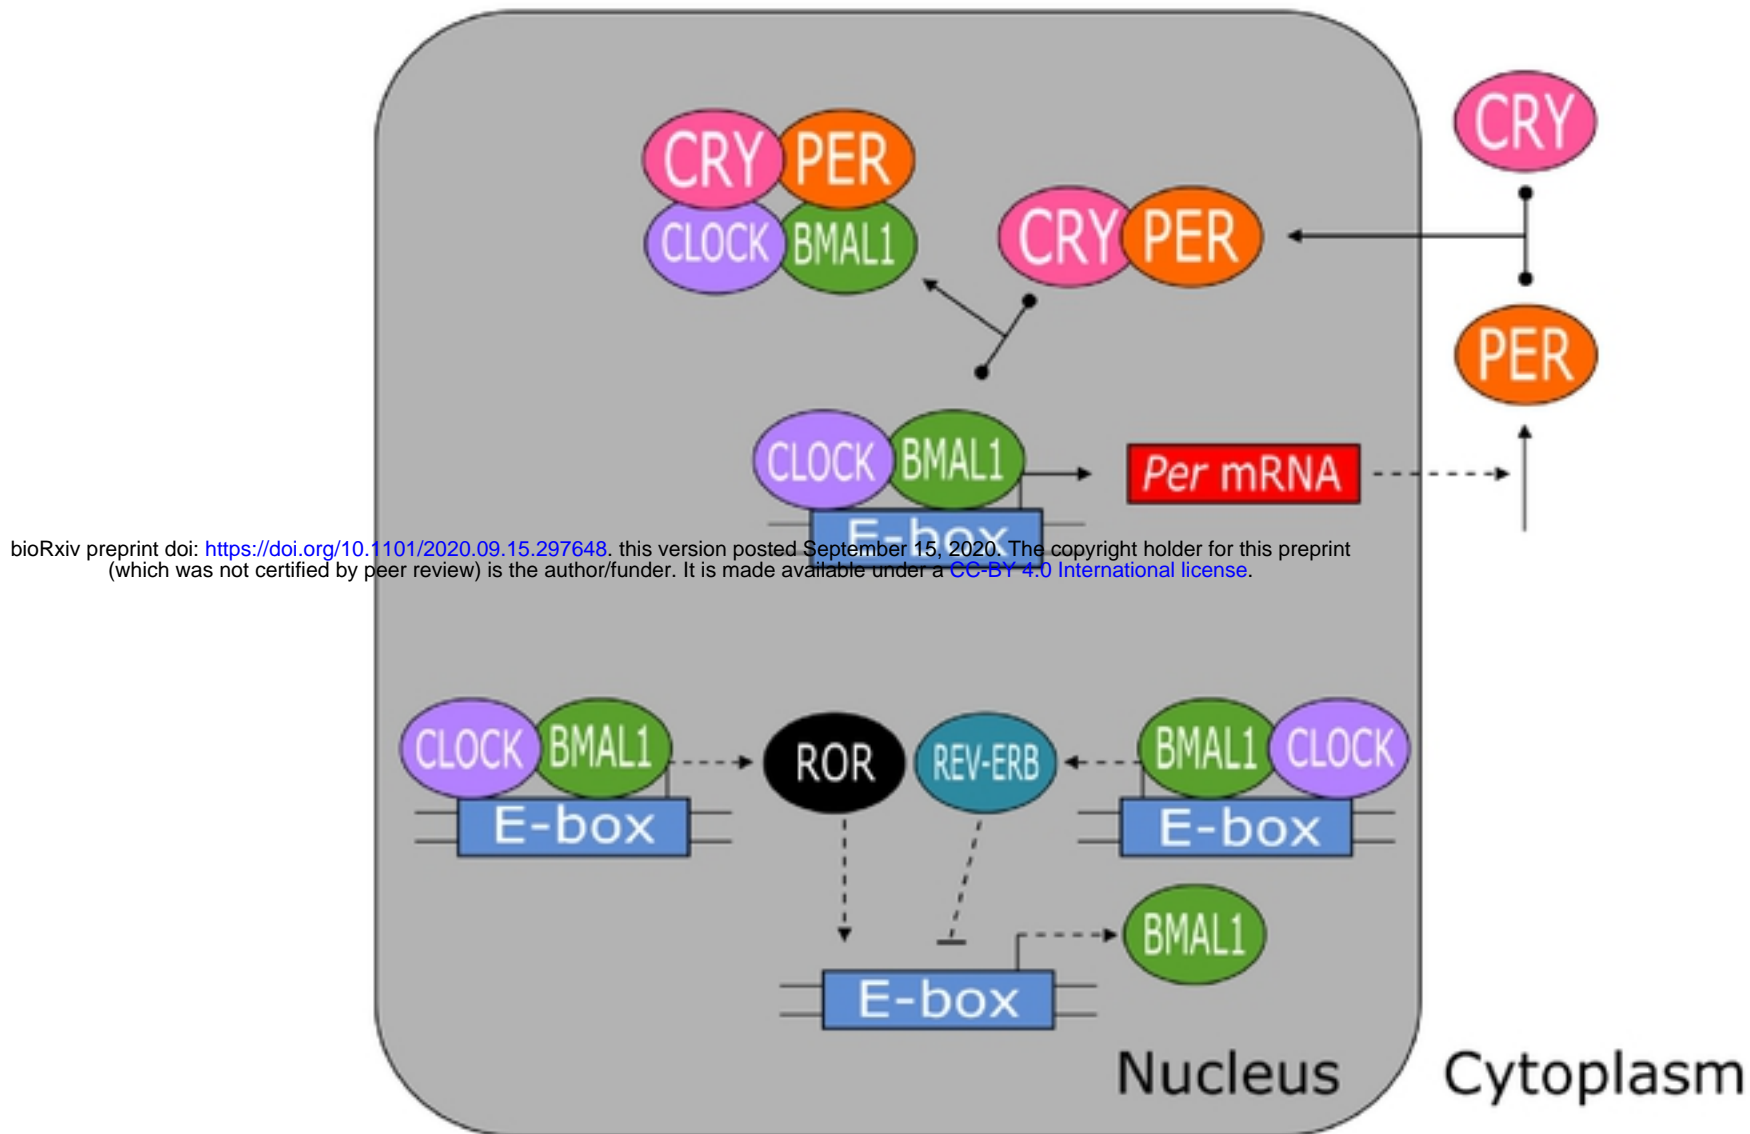 CRY
CRY PER
CLOCK BMAL1
CRY PER
PER
CLOCK BMAL1
Per mRNA
E-box
bioRxiv preprint doi: https://doi.org/10.1101/2020.09.15.297648. this version posted September 15, 2020. The copyright holder for this preprint
(which was not certified by peer review) is the author/funder. It is made available under a CC-BY 4.0 International license.
CLOCK BMAL1
ROR
REV-ERB
BMAL1 CLOCK
E-box
E-box
BMAL1
E-box
Nucleus
Cytoplasm